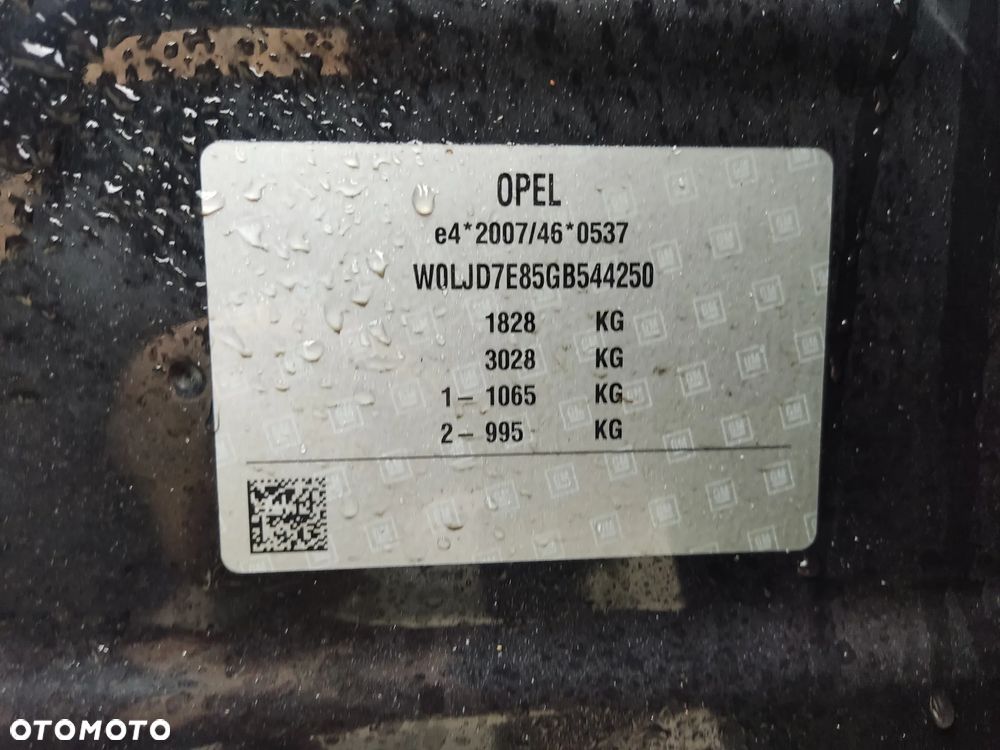 OPEL
e4*2007/46*0537
W0LJD7E85GB544250
1828 KG
3028 KG
1- 1065 KG
2- 995 KG
OTOMOTO